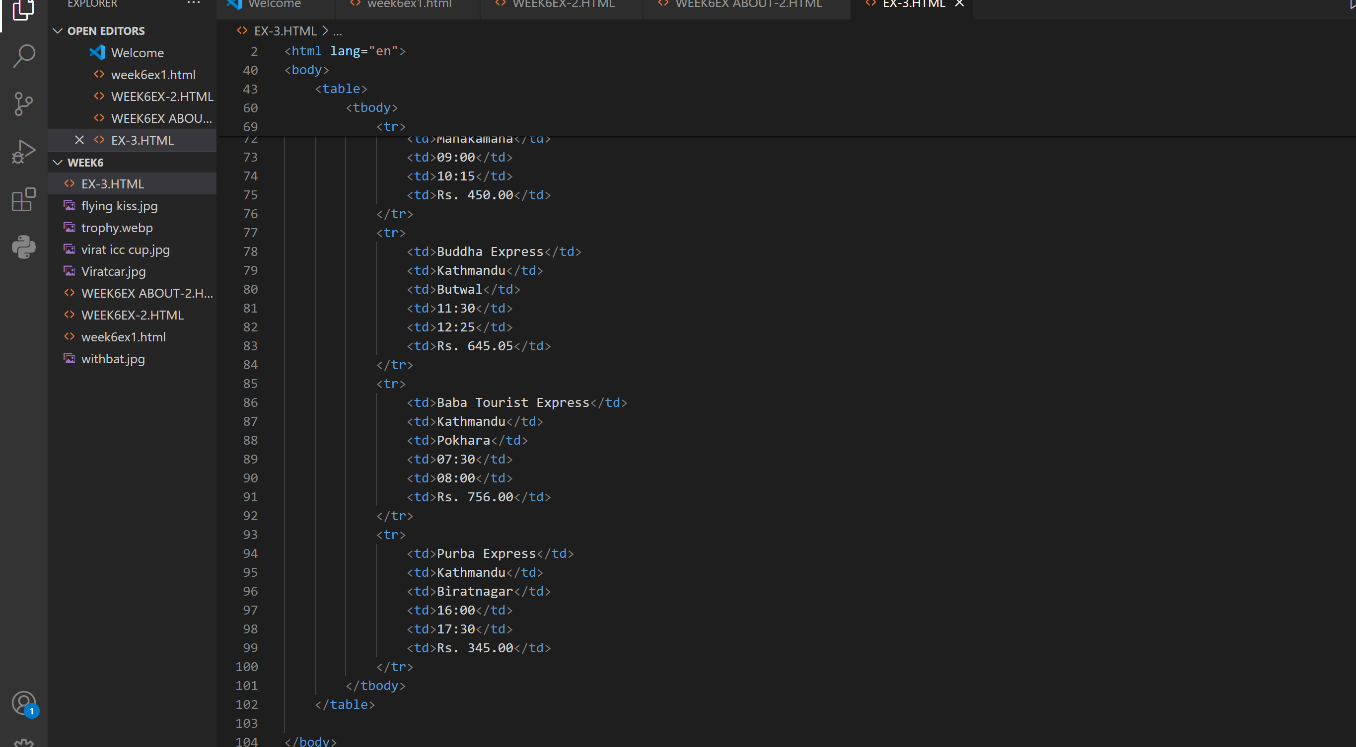 EXPLORER
...
Welcome
week6ex1.html
WEEK6EX-2.HTML
WEEK6EX ABOUT-2.HTML
EX-3.HTML
OPEN EDITORS
Welcome
week6ex1.html
WEEK6EX-2.HTML
WEEK6EX ABOU...
EX-3.HTML
WEEK6
EX-3.HTML
flying kiss.jpg
trophy.webp
virat icc cup.jpg
Viratcar.jpg
WEEK6EX ABOUT-2.H...
WEEK6EX-2.HTML
week6ex1.html
withbat.jpg
1
EX-3.HTML > ...
2 <html lang="en">
40 <body>
43 <table>
60 <tbody>
69 <tr>
72 <td>Manakamana</td>
73 <td>09:00</td>
74 <td>10:15</td>
75 <td>Rs. 450.00</td>
76 </tr>
77 <tr>
78 <td>Buddha Express</td>
79 <td>Kathmandu</td>
80 <td>Butwal</td>
81 <td>11:30</td>
82 <td>12:25</td>
83 <td>Rs. 645.05</td>
84 </tr>
85 <tr>
86 <td>Baba Tourist Express</td>
87 <td>Kathmandu</td>
88 <td>Pokhara</td>
89 <td>07:30</td>
90 <td>08:00</td>
91 <td>Rs. 756.00</td>
92 </tr>
93 <tr>
94 <td>Purba Express</td>
95 <td>Kathmandu</td>
96 <td>Biratnagar</td>
97 <td>16:00</td>
98 <td>17:30</td>
99 <td>Rs. 345.00</td>
100 </tr>
101 </tbody>
102 </table>
103
104 </body>